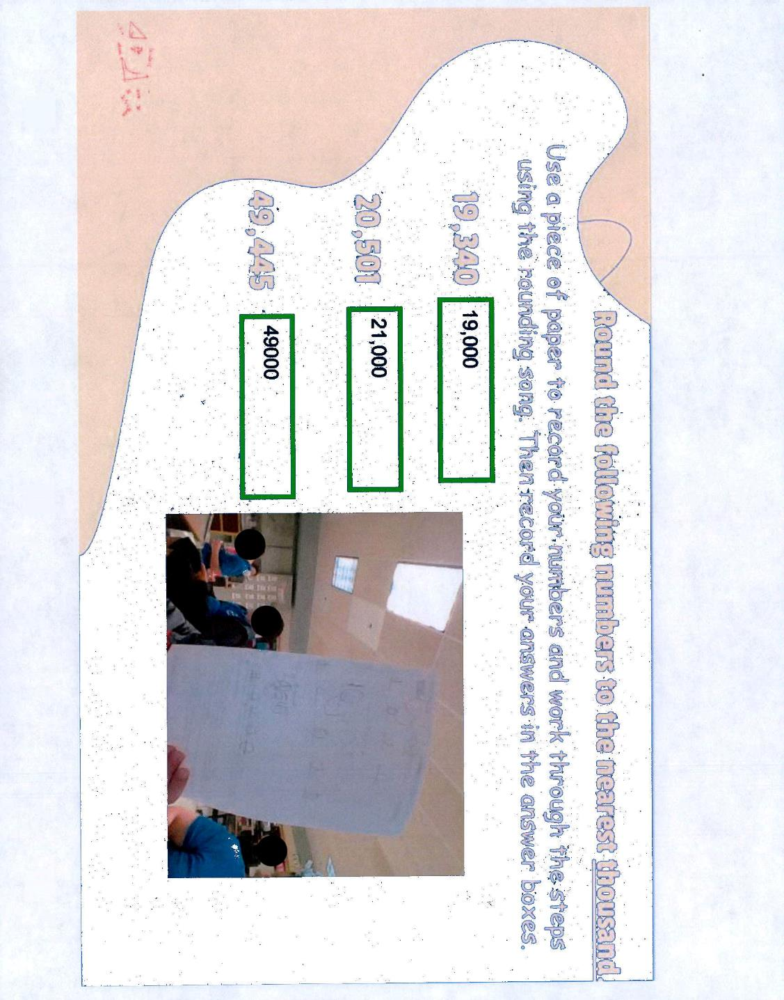 Round the following numbers to the nearest thousand.
Use a piece of paper to record your numbers and work through the steps
using the rounding song. Then record your answers in the answer boxes.
19,340 19,000
20,501 21,000
49,445 49000